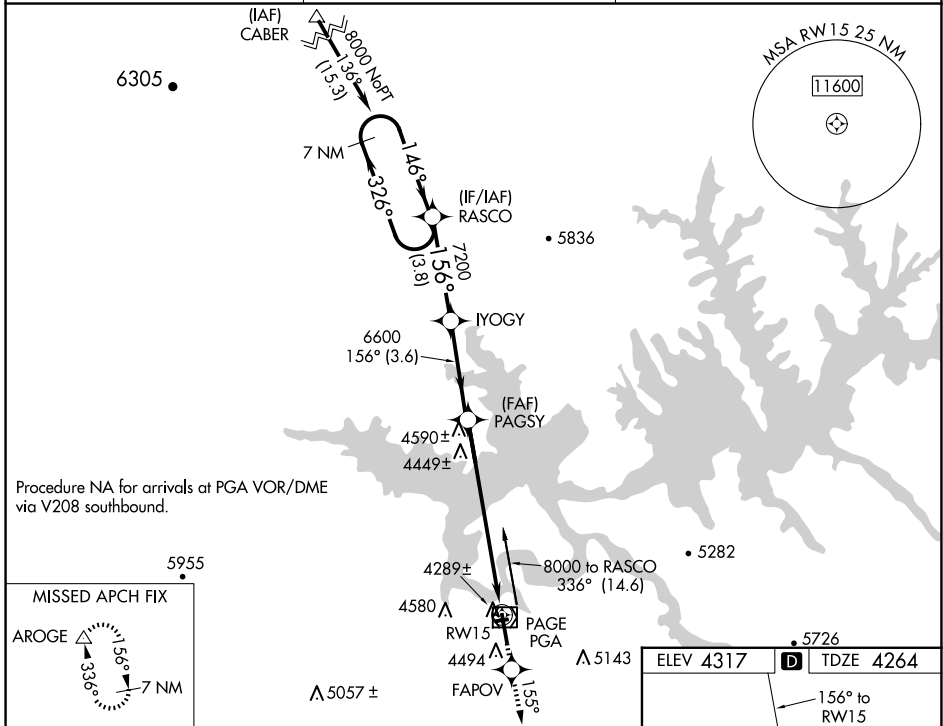 (IAF)
CABER
8000 NoPT
136°
(15.3)
6305
MSA RW15 25 NM
11600
7 NM
146°
326°
(IF/IAF)
RASCO
5836
7200
156°
(3.8)
IYOGY
6600
156° (3.6)
(FAF)
PAGSY
4590±
4449±
Procedure NA for arrivals at PGA VOR/DME
via V208 southbound.
5282
5955
4289±
8000 to RASCO
336° (14.6)
MISSED APCH FIX
4580
PAGE
PGA
RW15
AROGE
156°
336°
7 NM
4494
5143
5726
ELEV 4317
D
TDZE 4264
FAPOV
155°
5057 ±
156° to
RW15